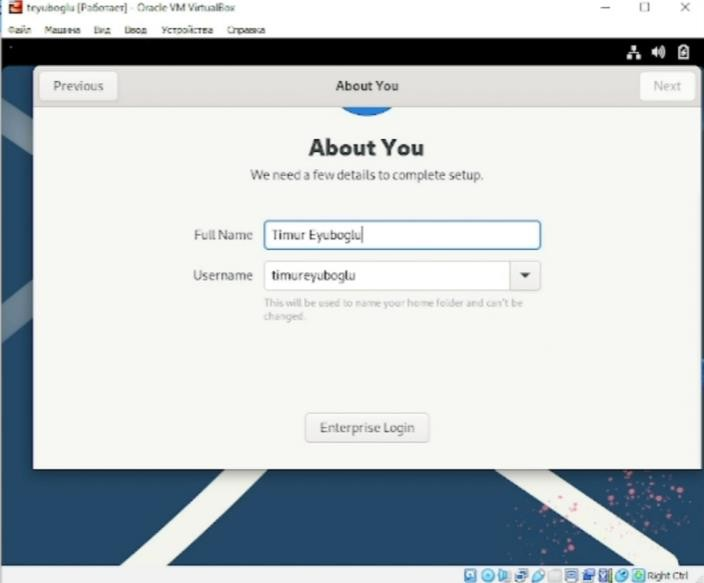 teyuboglu [Работает] - Oracle VM VirtualBox
Файл Машина Вид Ввод Устройства Справка
Previous About You Next
About You
We need a few details to complete setup.
Full Name Timur Eyuboglu
Username timureyuboglu
This will be used to name your home folder and can't be
changed.
Enterprise Login
Right Ctrl